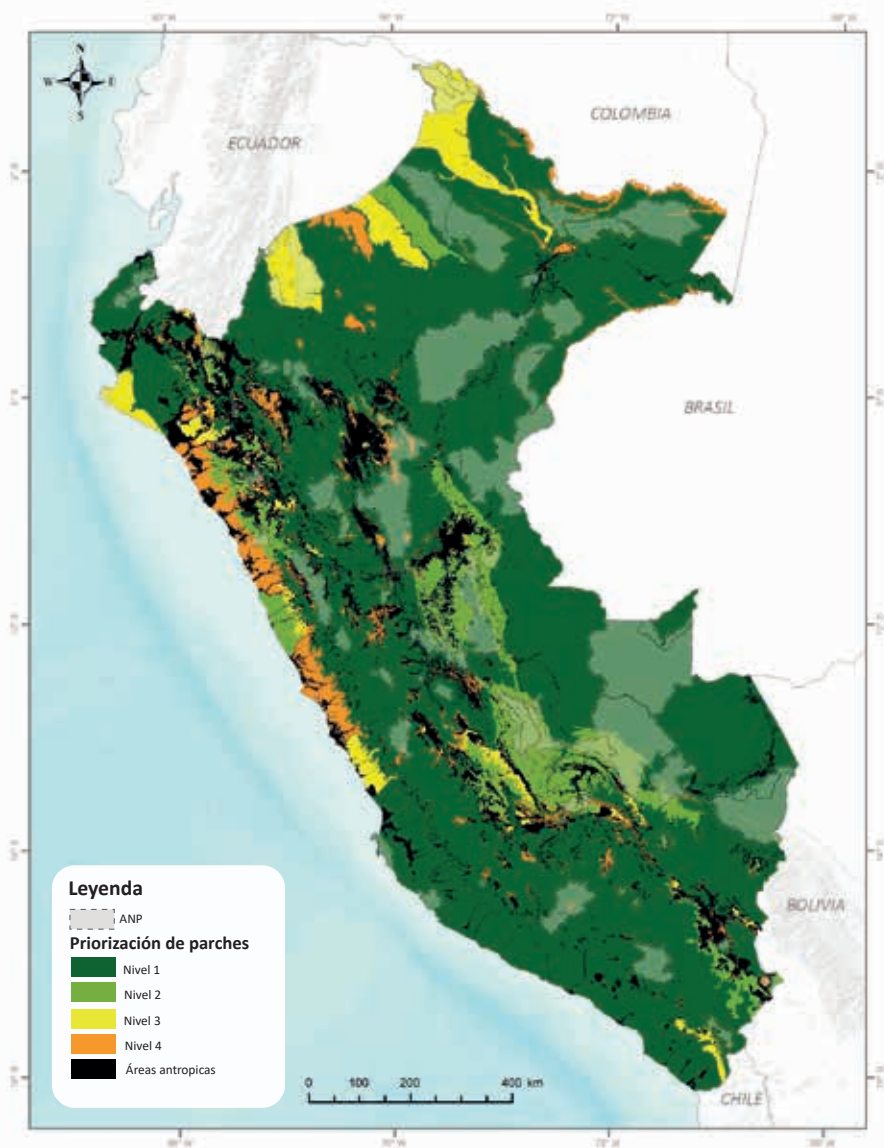 N
W E
S
COLOMBIA
ECUADOR
BRASIL
BOLIVIA
CHILE
Leyenda
ANP
Priorización de parches
Nivel 1
Nivel 2
Nivel 3
Nivel 4
Áreas antropicas
0 100 200 400 km